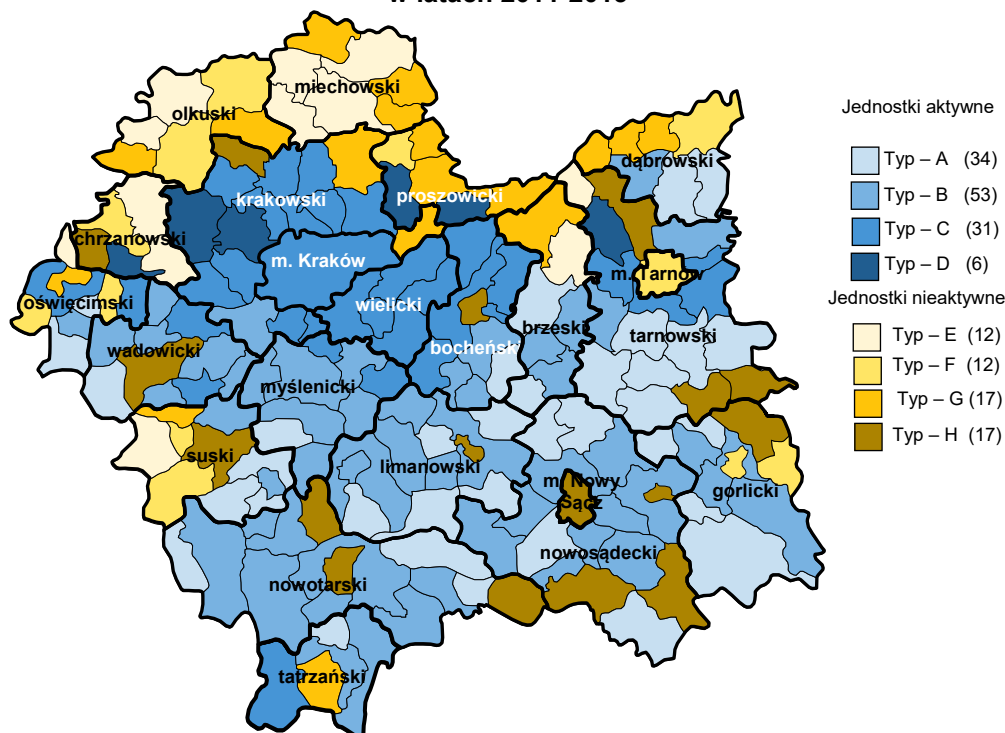 w latach
olkuski
miechowski
dąbrowski
krakowski
proszowicki
chrzanowski
m. Kraków
m. Tarnów
oświęcimski
wielicki
brzeski
tarnowski
wadowicki
bocheński
myślenicki
suski
limanowski
m. Nowy
Sącz
gorlicki
nowosądecki
nowotarski
tatrzański
Jednostki aktywne
Typ – A (34)
Typ – B (53)
Typ – C (31)
Typ – D (6)
Jednostki nieaktywne
Typ – E (12)
Typ – F (12)
Typ – G (17)
Typ – H (17)